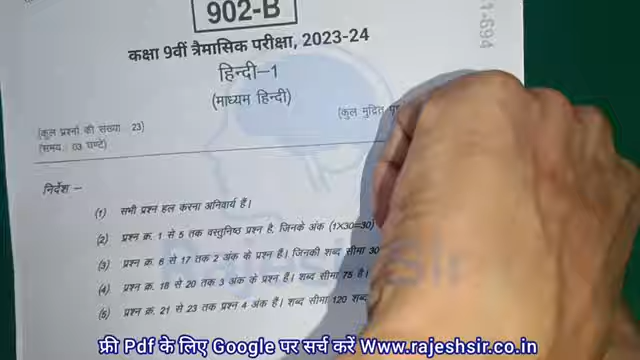 902-B
1-694
कक्षा 9वीं त्रैमासिक परीक्षा, 2023-24
हिन्दी–1
(माध्यम हिन्दी)
(कुल प्रश्नों की संख्या : 23)
(कुल मुद्रित
(समय : 03 घण्टे)
निर्देश –
(1) सभी प्रश्न हल करना अनिवार्य हैं।
(2) प्रश्न क्र. 1 से 5 तक वस्तुनिष्ठ प्रश्न है, जिनके अंक (1X30=30)
(3) प्रश्न क्र. 6 से 17 तक 2 अंक के प्रश्न हैं। जिनकी शब्द सीमा 30
(4) प्रश्न क्र. 18 से 20 तक 3 अंक के प्रश्न हैं। शब्द सीमा 75 है।
(5) प्रश्न क्र. 21 से 23 तक प्रश्न 4 अंक हैं। शब्द सीमा 120 शब्द
फ्री Pdf के लिए Google पर सर्च करें Www.rajeshsir.co.in